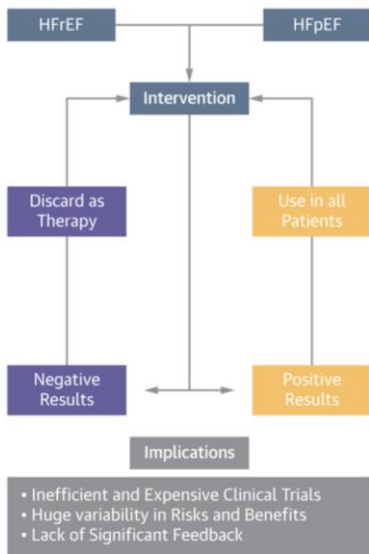 HFrEF
HFpEF
Intervention
Discard as
Therapy
Use in all
Patients
Negative
Results
Positive
Results
Implications
• Inefficient and Expensive Clinical Trials
• Huge variability in Risks and Benefits
• Lack of Significant Feedback